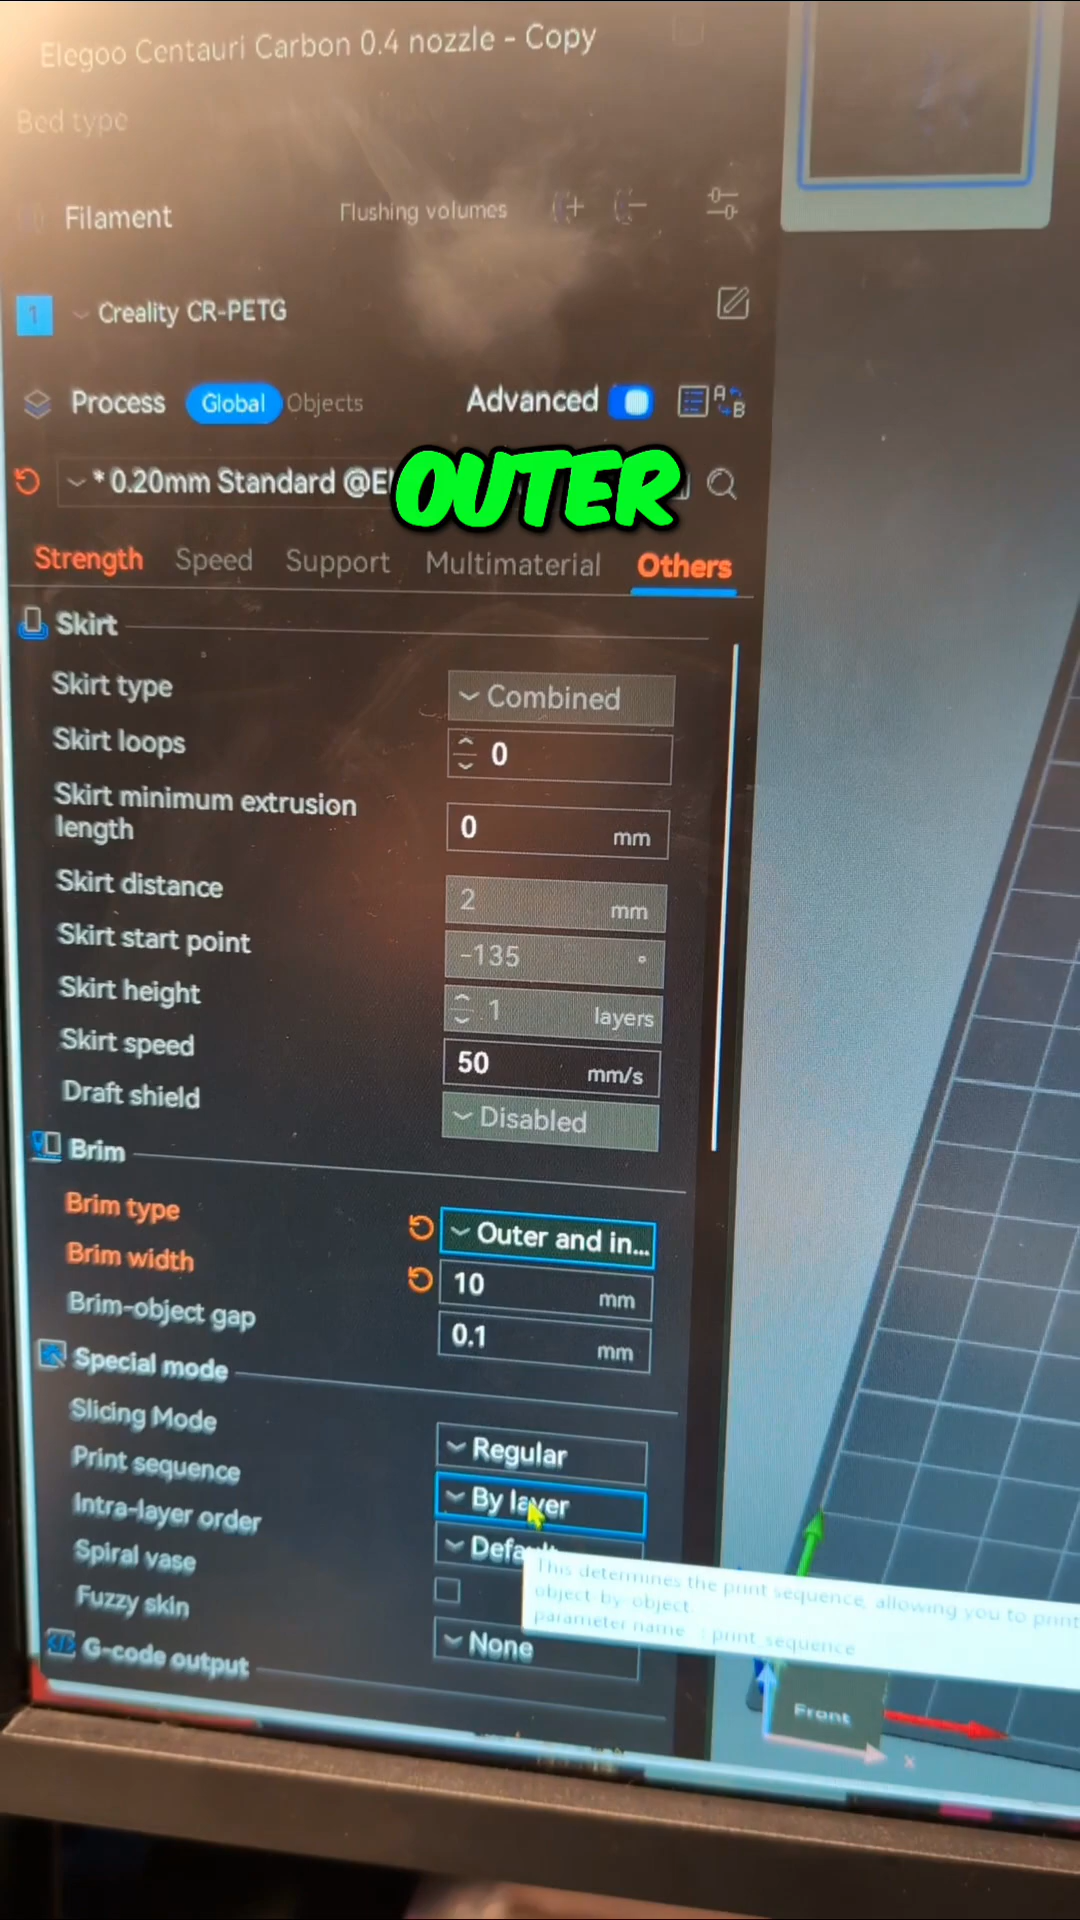 Elegoo Centauri Carbon 0.4 nozzle - Copy
Bed type
Filament Flushing volumes
1 Creality CR-PETG
Process Global Objects Advanced A B
* 0.20mm Standard @El
OUTER
Strength Speed Support Multimaterial Others
Skirt
Skirt type Combined
Skirt loops 0
Skirt minimum extrusion
length 0 mm
Skirt distance 2 mm
Skirt start point -135 °
Skirt height 1 layers
Skirt speed 50 mm/s
Draft shield Disabled
Brim
Brim type Outer and in...
Brim width 10 mm
Brim-object gap 0.1 mm
Special mode
Slicing Mode Regular
Print sequence By layer
Intra-layer order Default
This determines the print sequence, allowing you to print
object by object
parameter name : print_sequence
Spiral vase
Fuzzy skin None
G-code output
Front
x